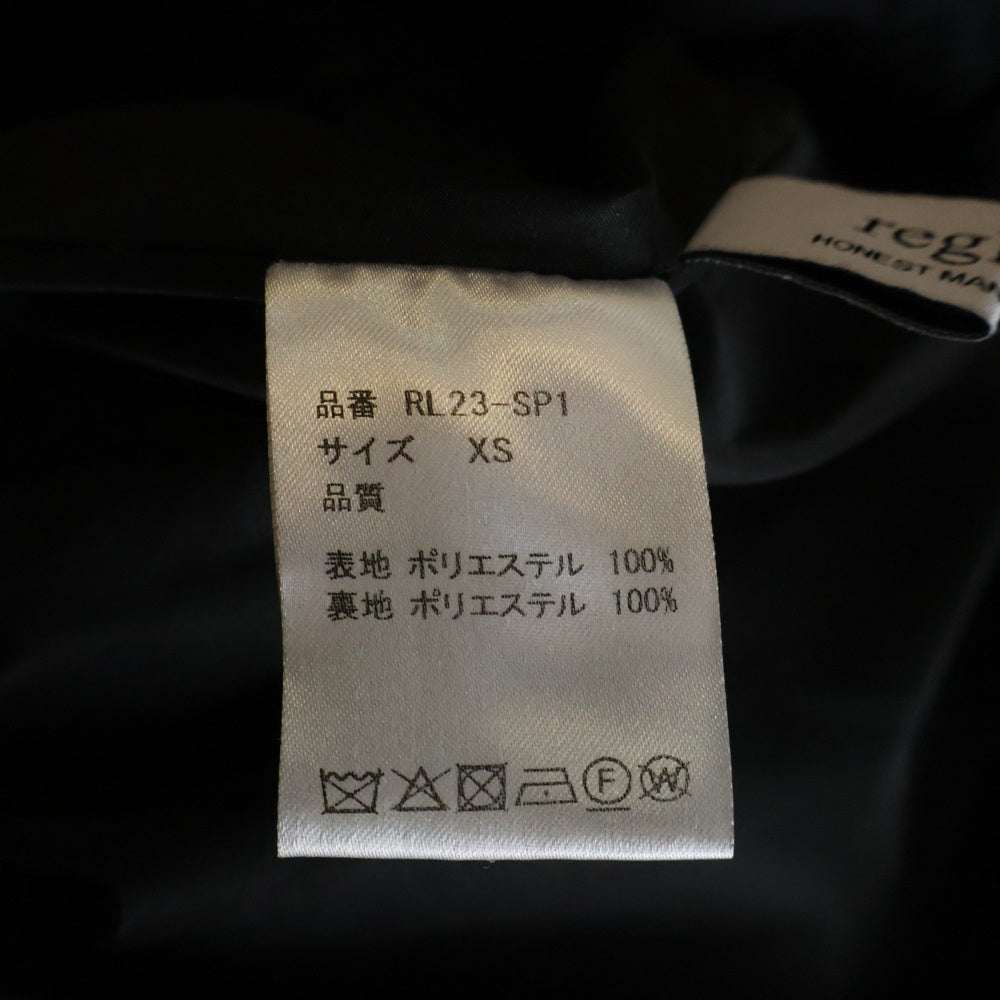 HONEST
品番 RL23-SP1
サイズ XS
品質
表地 ポリエステル 100%
裏地 ポリエステル 100%
F W